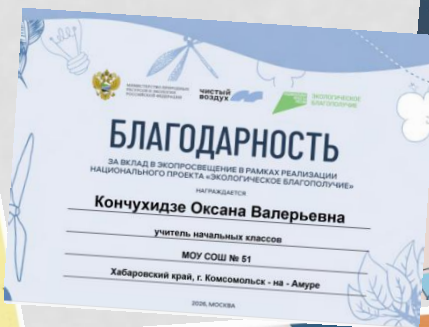 МИНИСТЕРСТВО ПРИРОДНЫХ
РЕСУРСОВ И ЭКОЛОГИИ
РОССИЙСКОЙ ФЕДЕРАЦИИ
чистый
воздух
ЭКОЛОГИЧЕСКОЕ
БЛАГОПОЛУЧИЕ
БЛАГОДАРНОСТЬ
ЗА ВКЛАД В ЭКОПРОСВЕЩЕНИЕ В РАМКАХ РЕАЛИЗАЦИИ
НАЦИОНАЛЬНОГО ПРОЕКТА «ЭКОЛОГИЧЕСКОЕ БЛАГОПОЛУЧИЕ»
НАГРАЖДАЕТСЯ
Кончухидзе Оксана Валерьевна
учитель начальных классов
МОУ СОШ № 51
Хабаровский край, г. Комсомольск - на - Амуре
2026, МОСКВА